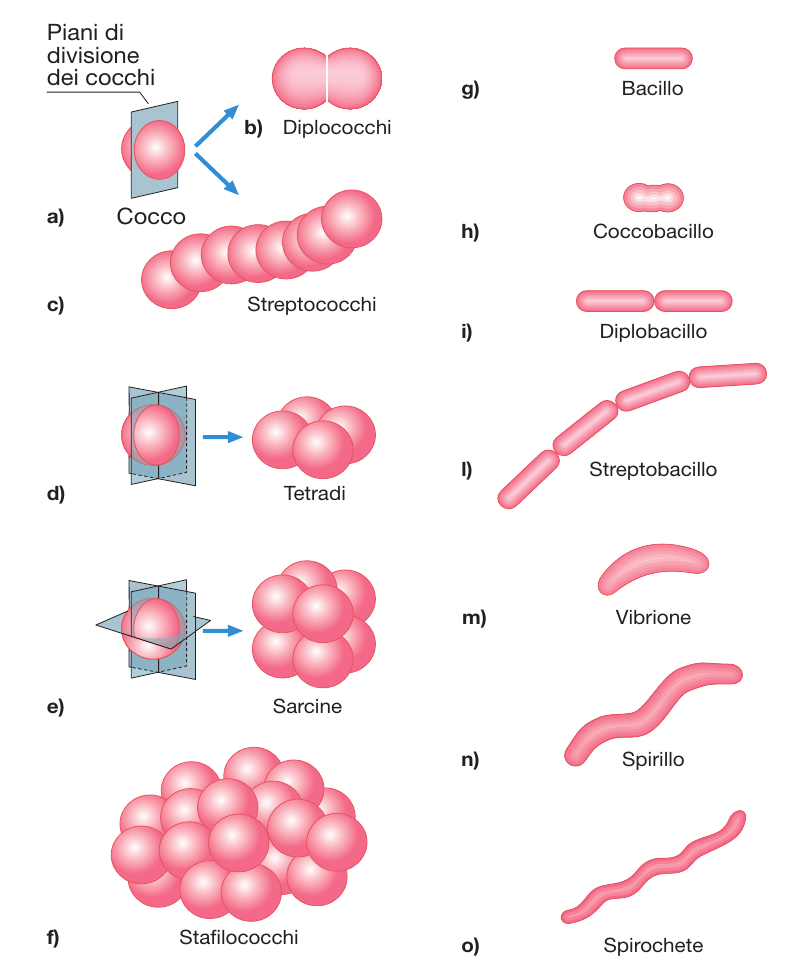 Piani di
divisione
dei cocchi
b) Diplococchi
a) Cocco
c) Streptococchi
d) Tetradi
e) Sarcine
f) Stafilococchi
g) Bacillo
h) Coccobacillo
i) Diplobacillo
l) Streptobacillo
m) Vibrione
n) Spirillo
o) Spirochete